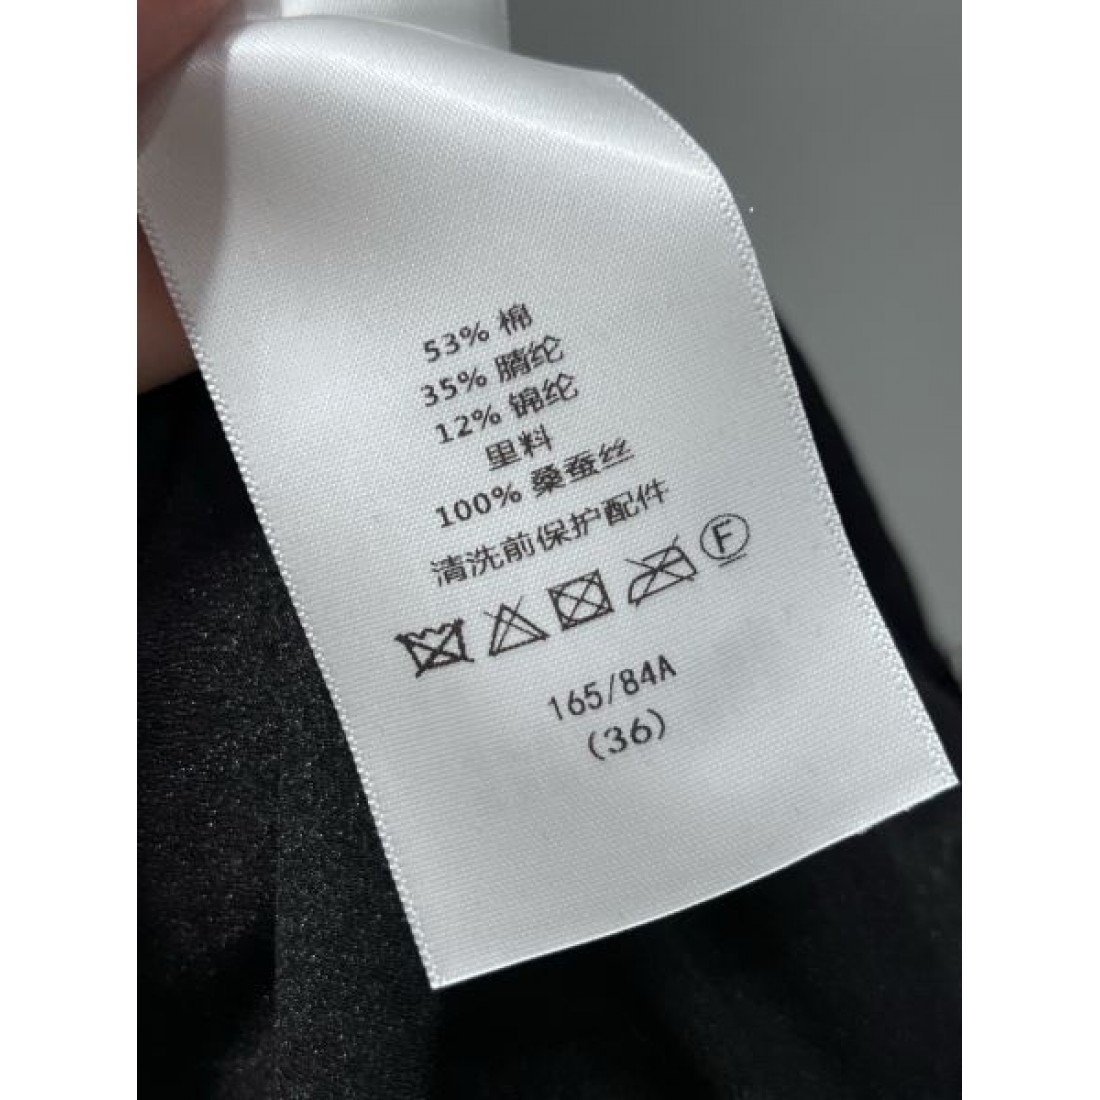 53% 棉
35% 腈纶
12% 锦纶
里料
100% 桑蚕丝
清洗前保护配件
F
165/84A
(36)